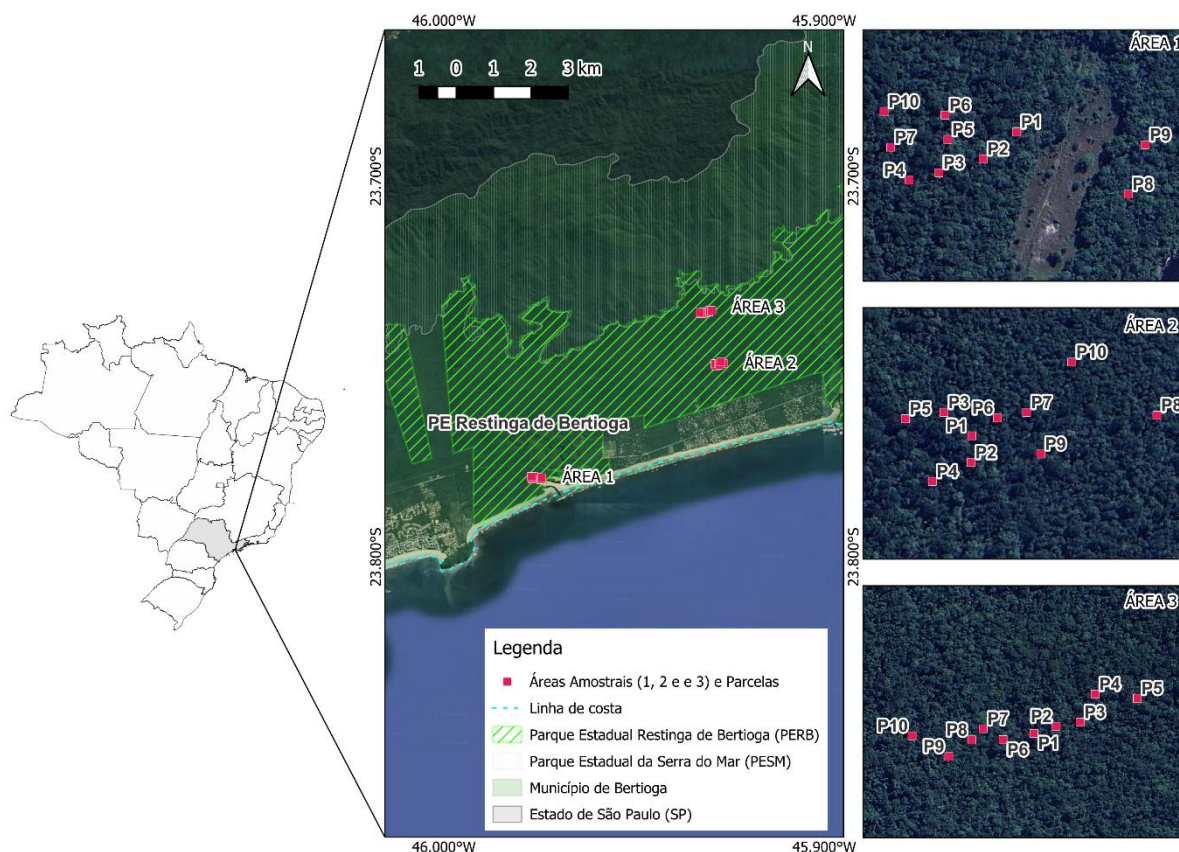 46.000°W
45.900°W
1 0 1 2 3 km
N
23.700°S
23.700°S
ÁREA 3
ÁREA 2
PE Restinga de Bertioga
ÁREA 1
23.800°S
23.800°S
Legenda
Áreas Amostrais (1, 2 e e 3) e Parcelas
Linha de costa
Parque Estadual Restinga de Bertioga (PERB)
Parque Estadual da Serra do Mar (PESM)
Município de Bertioga
Estado de São Paulo (SP)
46.000°W
45.900°W
ÁREA 1
P10
P6
P1
P5
P9
P7
P2
P3
P4
P8
ÁREA 2
P10
P5
P3
P6
P7
P8
P1
P2
P9
P4
ÁREA 3
P4
P5
P10
P8
P7
P2
P3
P9
P6
P1